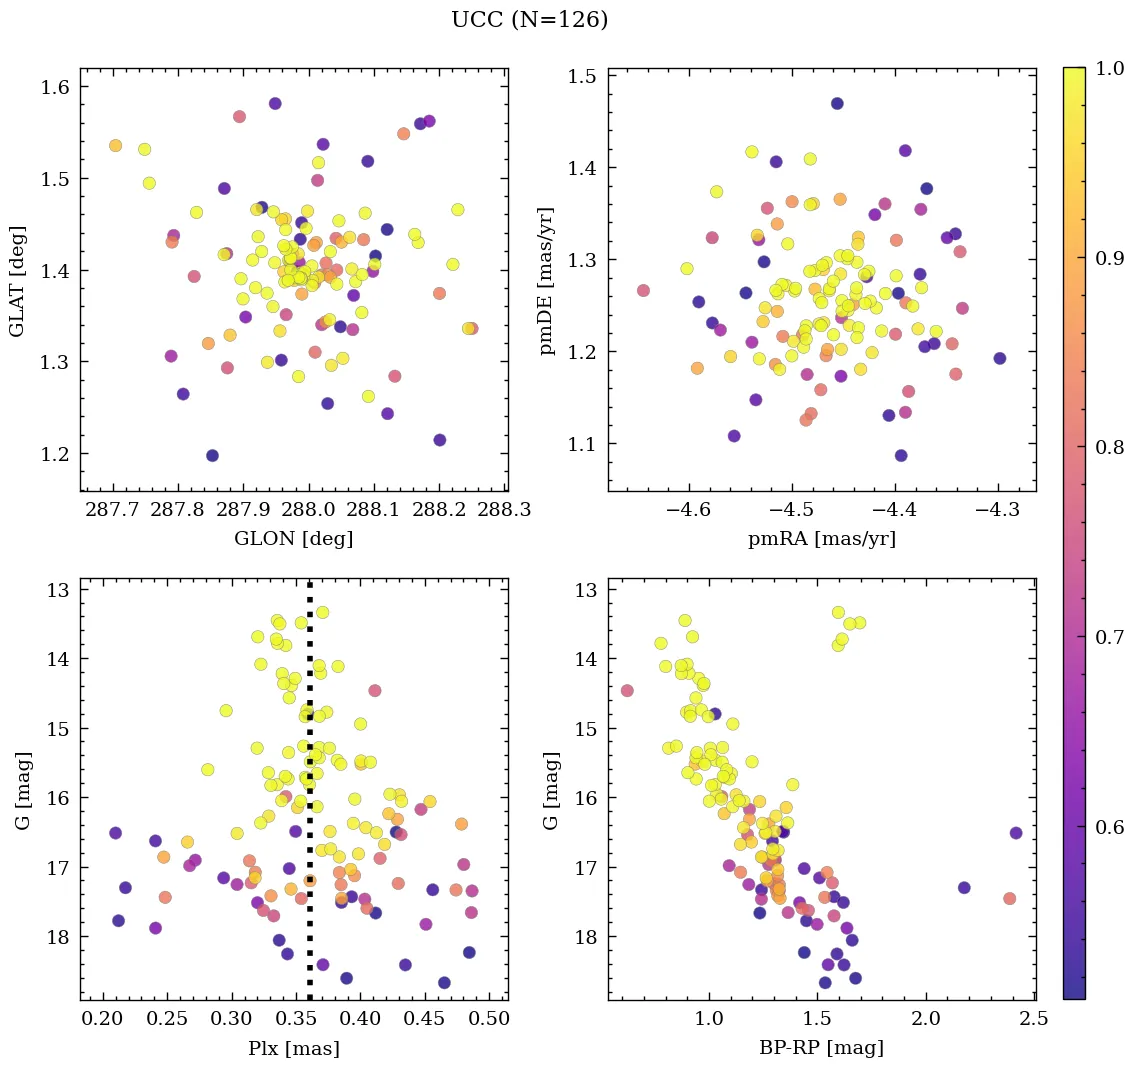 UCC (N=126)
1.6
1.5
1.4
1.3
1.2
GLAT [deg]
287.7 287.8 287.9 288.0 288.1 288.2 288.3
GLON [deg]
1.5
1.4
1.3
1.2
1.1
pmDE [mas/yr]
−4.6 −4.5 −4.4 −4.3
pmRA [mas/yr]
1.0
0.9
0.8
0.7
0.6
13
14
15
16
17
18
G [mag]
0.20 0.25 0.30 0.35 0.40 0.45 0.50
Plx [mas]
13
14
15
16
17
18
G [mag]
1.0 1.5 2.0 2.5
BP-RP [mag]